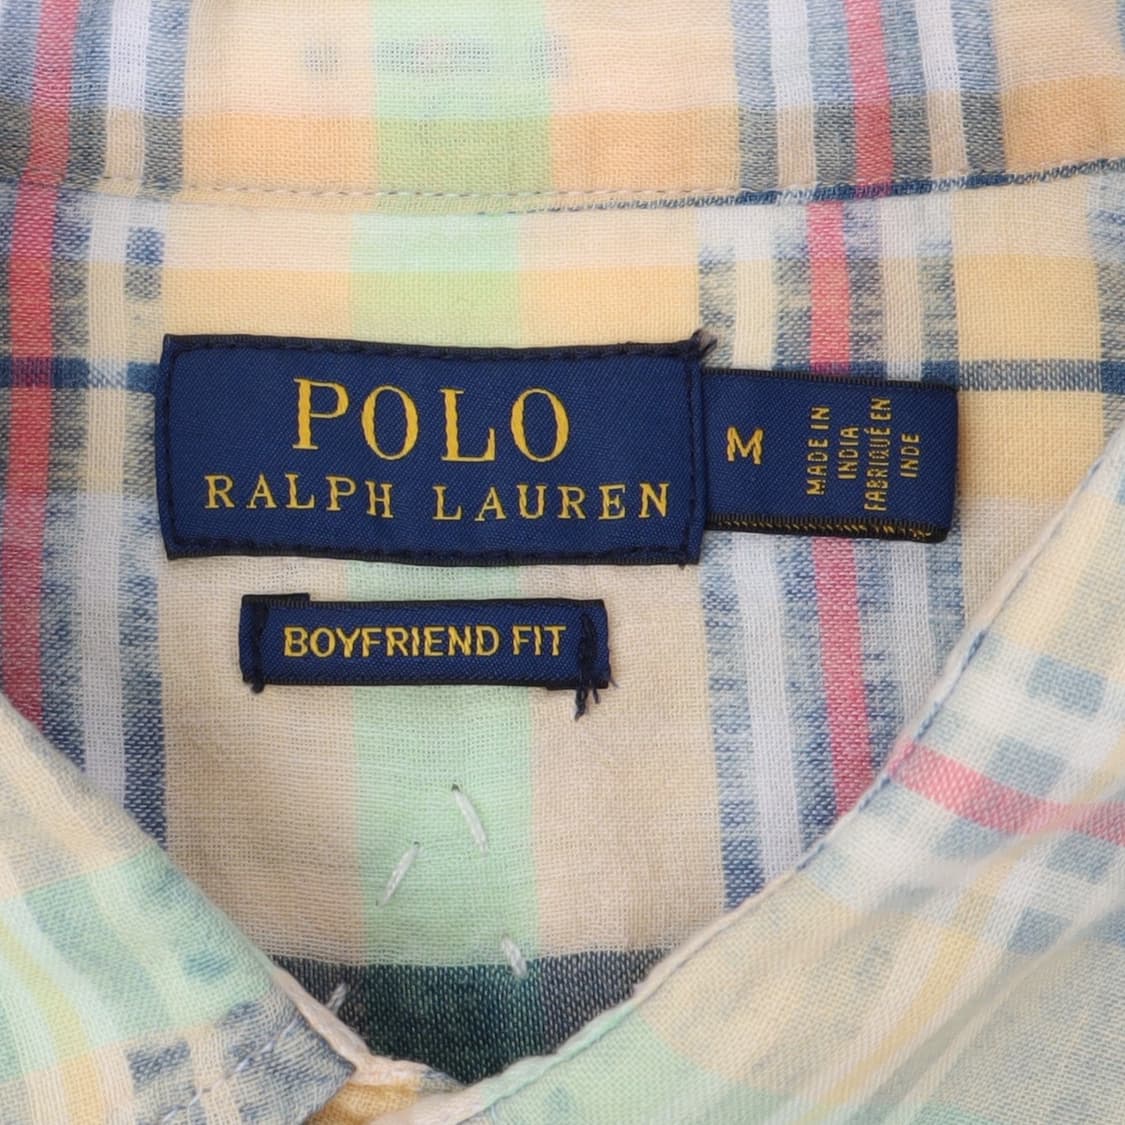 POLO
RALPH LAUREN
M
MADE IN
INDIA
FABRIQUÉ EN
INDE
BOYFRIEND FIT